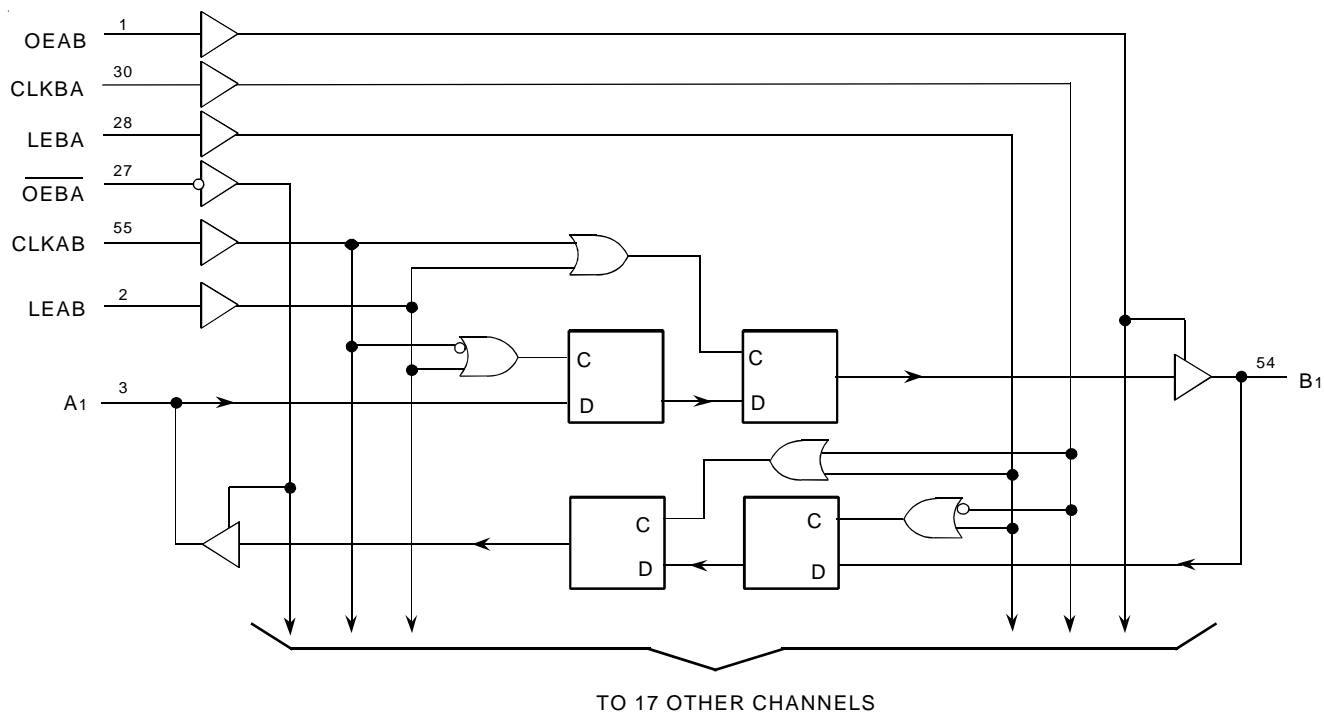 OEAB 1
CLKBA 30
LEBA 28
OEBA 27
CLKAB 55
LEAB 2
C
D
C
D
A1 3
54 B1
C
D
C
D
TO 17 OTHER CHANNELS